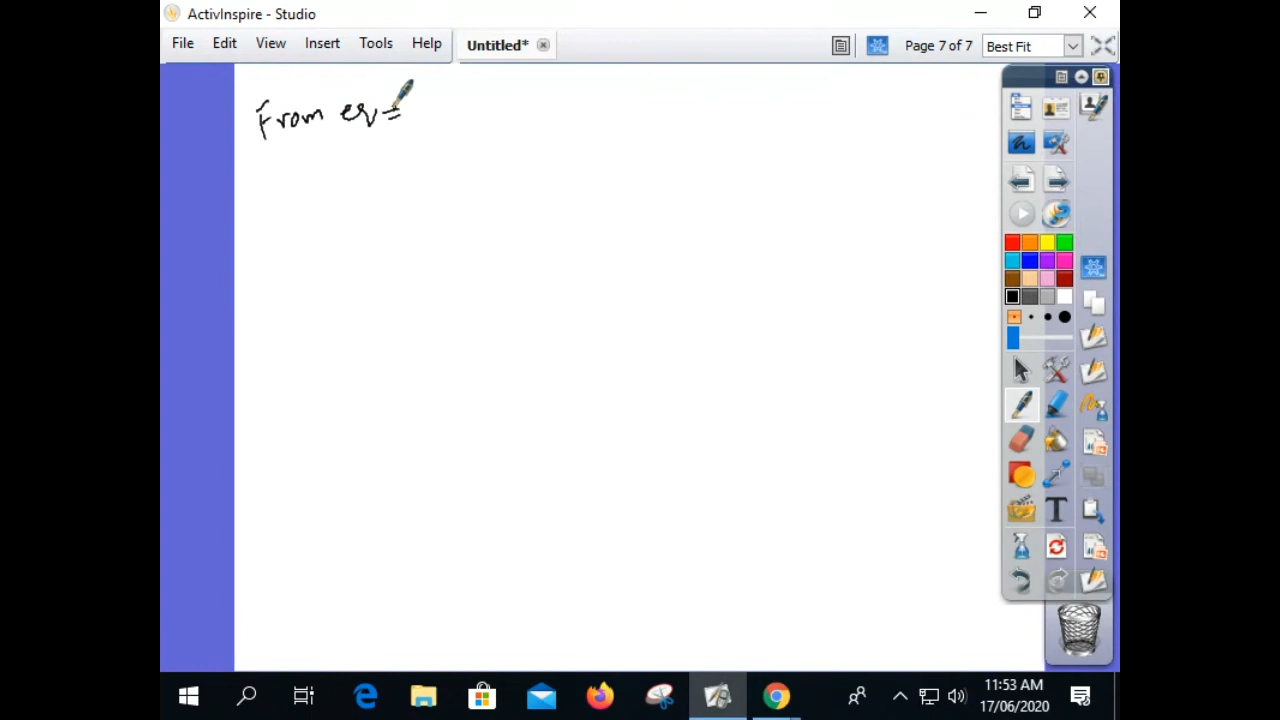 ActivInspire - Studio
File Edit View Insert Tools Help Untitled* Page 7 of 7 Best Fit
From eq=
11:53 AM
17/06/2020